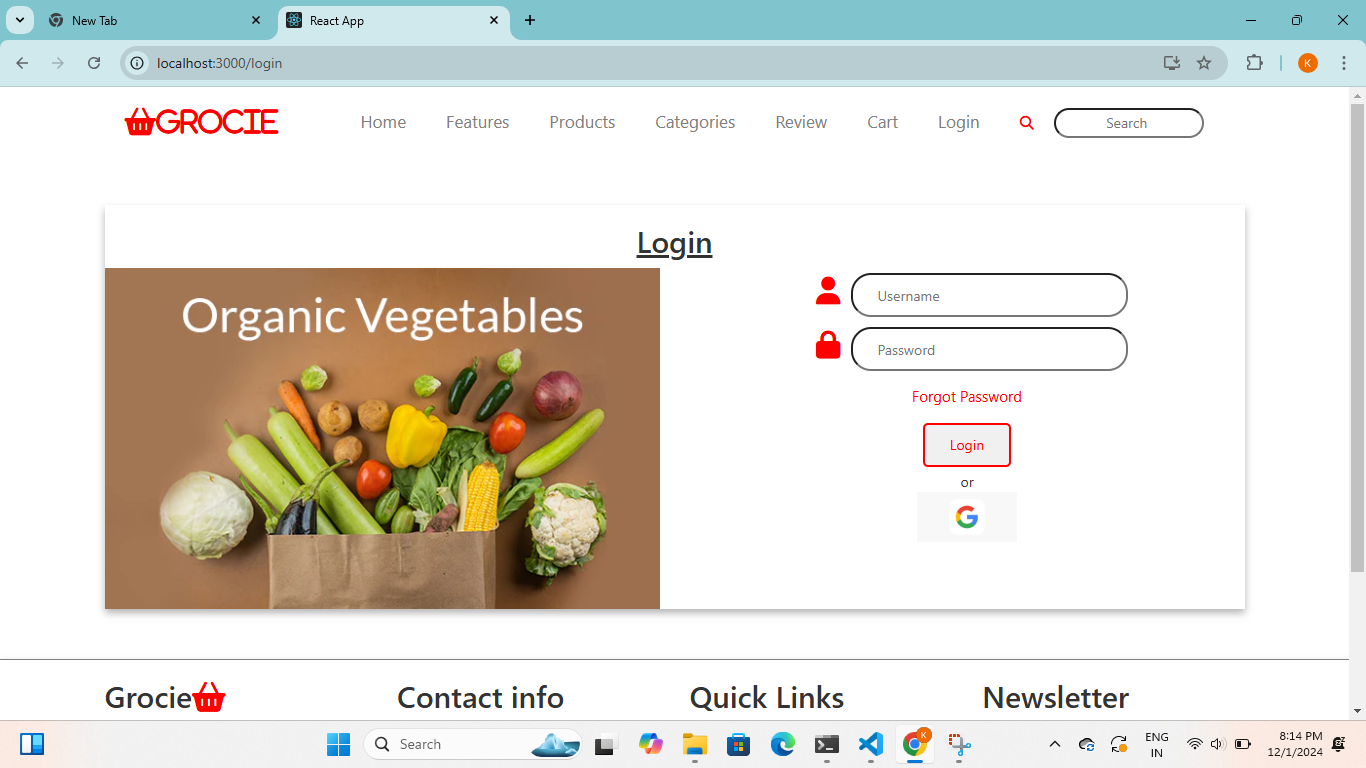 New Tab
React App
localhost:3000/login
K
GROCIE
Home Features Products Categories Review Cart Login Search
Login
Organic Vegetables
Username
Password
Forgot Password
Login
or
G
Grocie Contact info Quick Links Newsletter
Search
K
ENG
IN
8:14 PM
12/1/2024